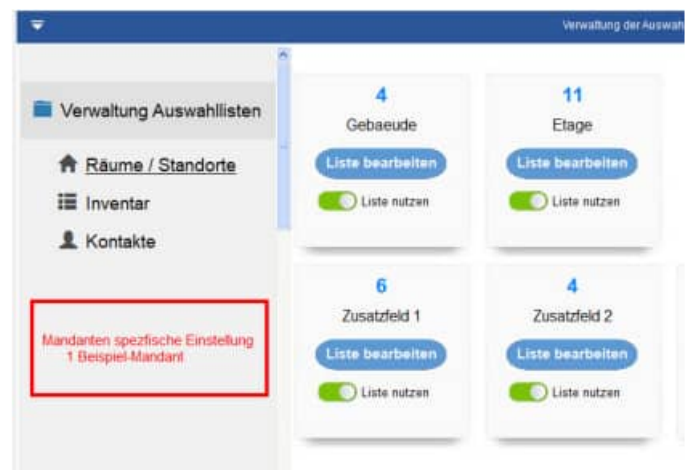 Verwaltung der Auswah
Verwaltung Auswahllisten
Räume / Standorte
Inventar
Kontakte
Mandanten spezfische Einstellung
1 Beispiel-Mandant
4
Gebaeude
Liste bearbeiten
Liste nutzen
11
Etage
Liste bearbeiten
Liste nutzen
6
Zusatzfeld 1
Liste bearbeiten
Liste nutzen
4
Zusatzfeld 2
Liste bearbeiten
Liste nutzen